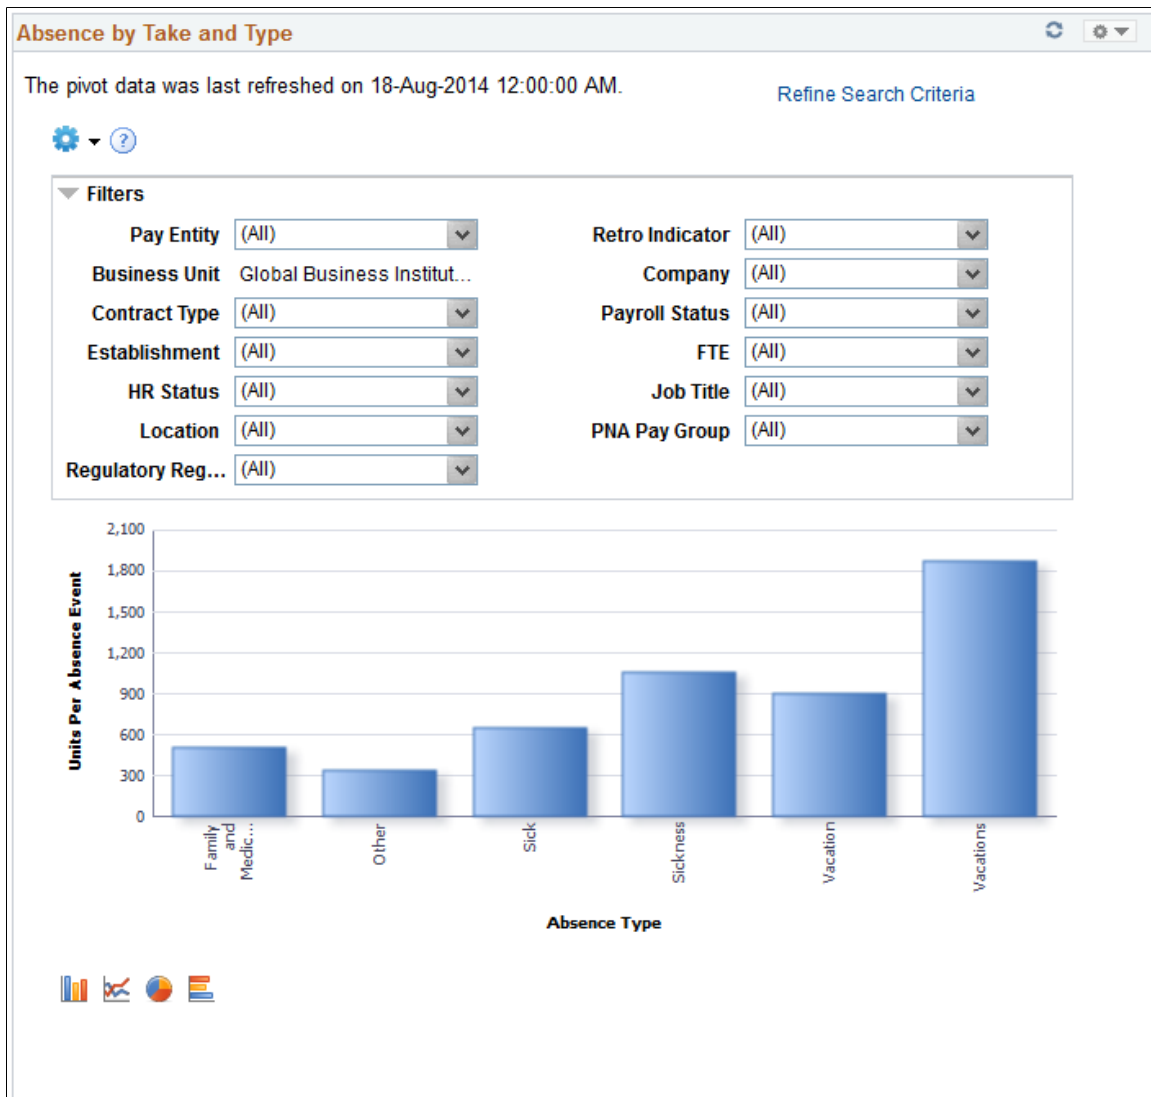 Absence by Take and Type
The pivot data was last refreshed on 18-Aug-2014 12:00:00 AM.
Refine Search Criteria
?
Filters
Pay Entity (All) Retro Indicator (All)
Business Unit Global Business Institut... Company (All)
Contract Type (All) Payroll Status (All)
Establishment (All) FTE (All)
HR Status (All) Job Title (All)
Location (All) PNA Pay Group (All)
Regulatory Reg... (All)
Units Per Absence Event
2,100
1,800
1,500
1,200
900
600
300
0
Family
and
Medic...
Other
Sick
Sickness
Vacation
Vacations
Absence Type